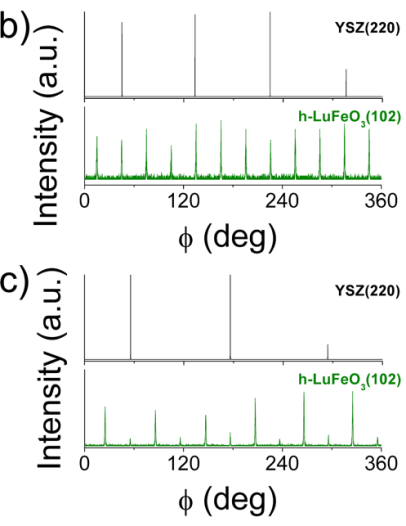 b)
YSZ(220)
h-LuFeO₃(102)
Intensity (a.u.)
0 120 240 360
ϕ (deg)
c)
YSZ(220)
h-LuFeO₃(102)
Intensity (a.u.)
0 120 240 360
ϕ (deg)